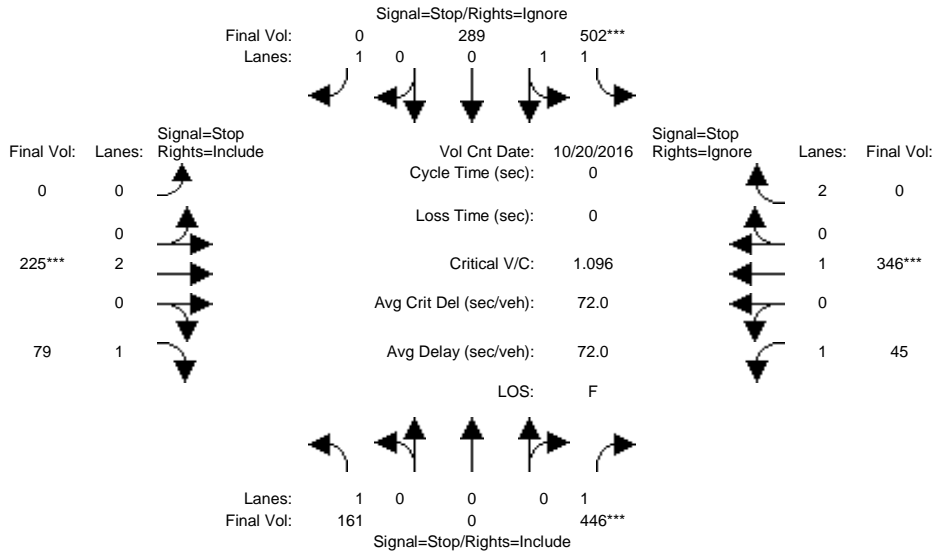 Signal=Stop/Rights=Ignore
Final Vol: 0 289 502***
Lanes: 1 0 0 1 1
Signal=Stop
Final Vol: Lanes: Rights=Include
Vol Cnt Date: 10/20/2016
Signal=Stop
Rights=Ignore Lanes: Final Vol:
Cycle Time (sec): 0
0 0
2 0
Loss Time (sec): 0
0
0
225*** 2
Critical V/C: 1.096
1 346***
0
Avg Crit Del (sec/veh): 72.0
0
79 1
Avg Delay (sec/veh): 72.0
1 45
LOS: F
Lanes: 1 0 0 0 1
Final Vol: 161 0 446***
Signal=Stop/Rights=Include